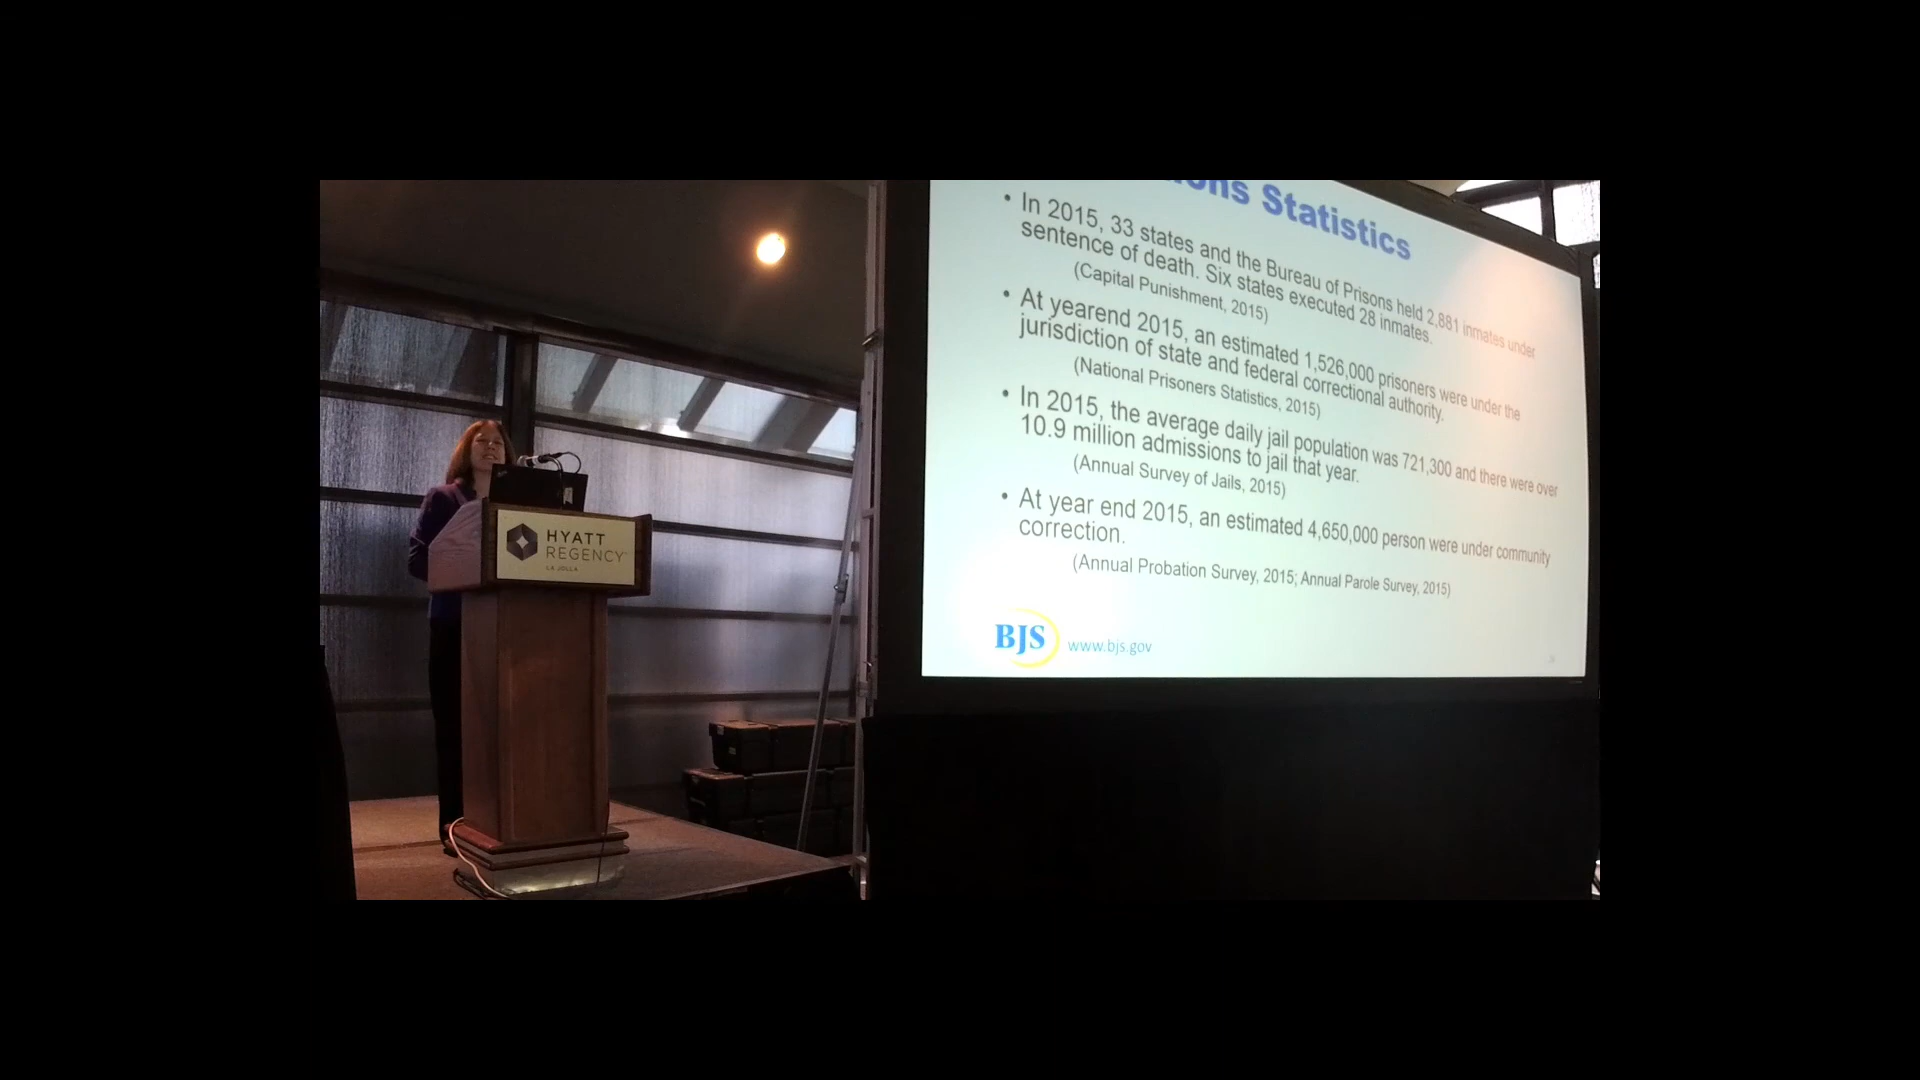 ons Statistics
• In 2015, 33 states and the Bureau of Prisons held 2,881 inmates under
sentence of death. Six states executed 28 inmates.
(Capital Punishment, 2015)
• At yearend 2015, an estimated 1,526,000 prisoners were under the
jurisdiction of state and federal correctional authority.
(National Prisoners Statistics, 2015)
• In 2015, the average daily jail population was 721,300 and there were over
10.9 million admissions to jail that year.
(Annual Survey of Jails, 2015)
• At year end 2015, an estimated 4,650,000 person were under community
correction.
(Annual Probation Survey, 2015; Annual Parole Survey, 2015)
BJS www.bjs.gov
HYATT
REGENCY
LA JOLLA